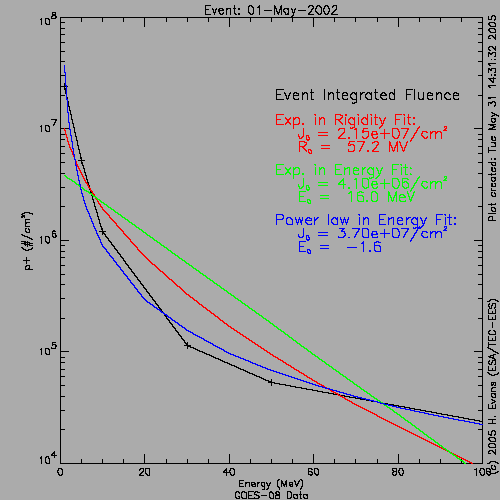 Event: 01-May-2002
10⁸
10⁷
10⁶
10⁵
10⁴
p+ (#/cm²)
Event Integrated Fluence
Exp. in Rigidity Fit:
J₀ = 2.15e+07/cm²
R₀ = 57.2 MV
Exp. in Energy Fit:
J₀ = 4.10e+06/cm²
E₀ = 16.0 MeV
Power law in Energy Fit:
J₀ = 3.70e+07/cm²
E₀ = -1.6
0 20 40 60 80 100
Energy (MeV)
GOES-08 Data
Plot created: Tue May 31 14:31:32 2005
(c) 2005 H. Evans (ESA/TEC-EES)